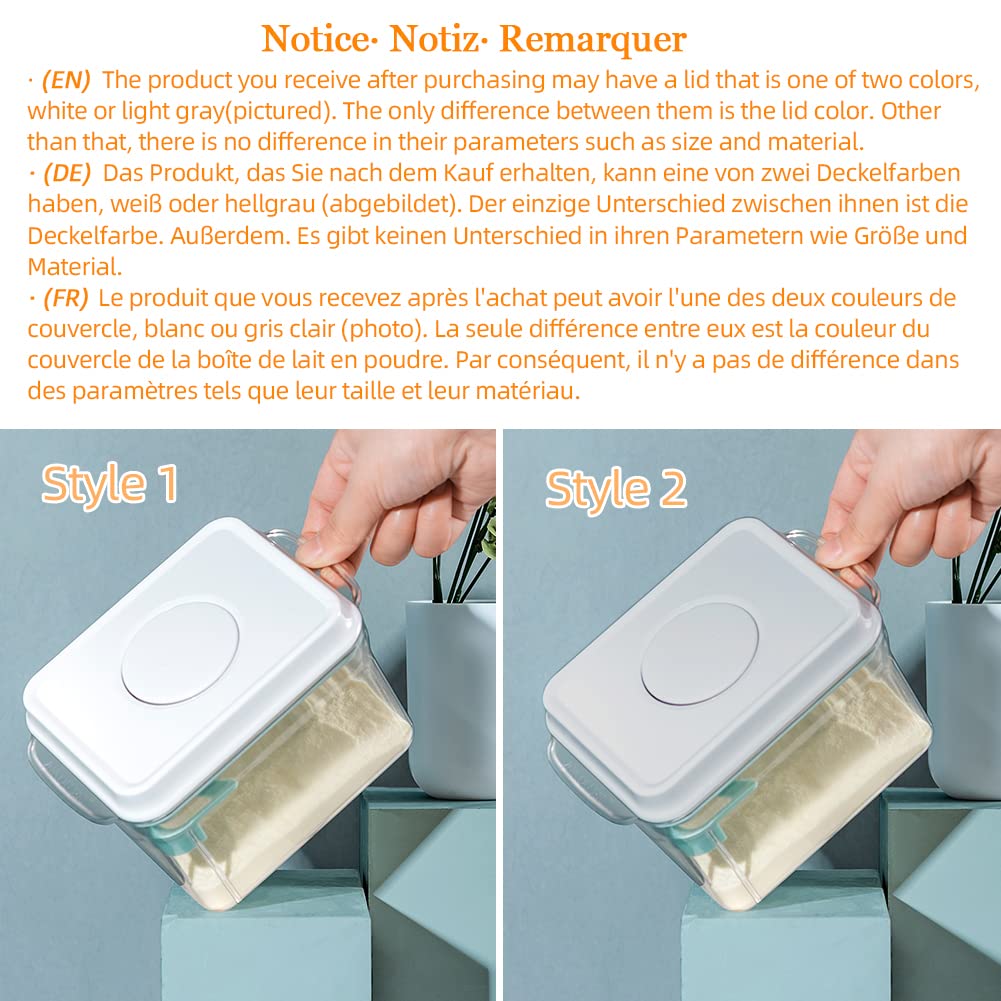 Notice· Notiz· Remarquer
· (EN) The product you receive after purchasing may have a lid that is one of two colors,
white or light gray(pictured). The only difference between them is the lid color. Other
than that, there is no difference in their parameters such as size and material.
· (DE) Das Produkt, das Sie nach dem Kauf erhalten, kann eine von zwei Deckelfarben
haben, weiß oder hellgrau (abgebildet). Der einzige Unterschied zwischen ihnen ist die
Deckelfarbe. Außerdem. Es gibt keinen Unterschied in ihren Parametern wie Größe und
Material.
· (FR) Le produit que vous recevez après l'achat peut avoir l'une des deux couleurs de
couvercle, blanc ou gris clair (photo). La seule différence entre eux est la couleur du
couvercle de la boîte de lait en poudre. Par conséquent, il n'y a pas de différence dans
des paramètres tels que leur taille et leur matériau.
Style 1
Style 2